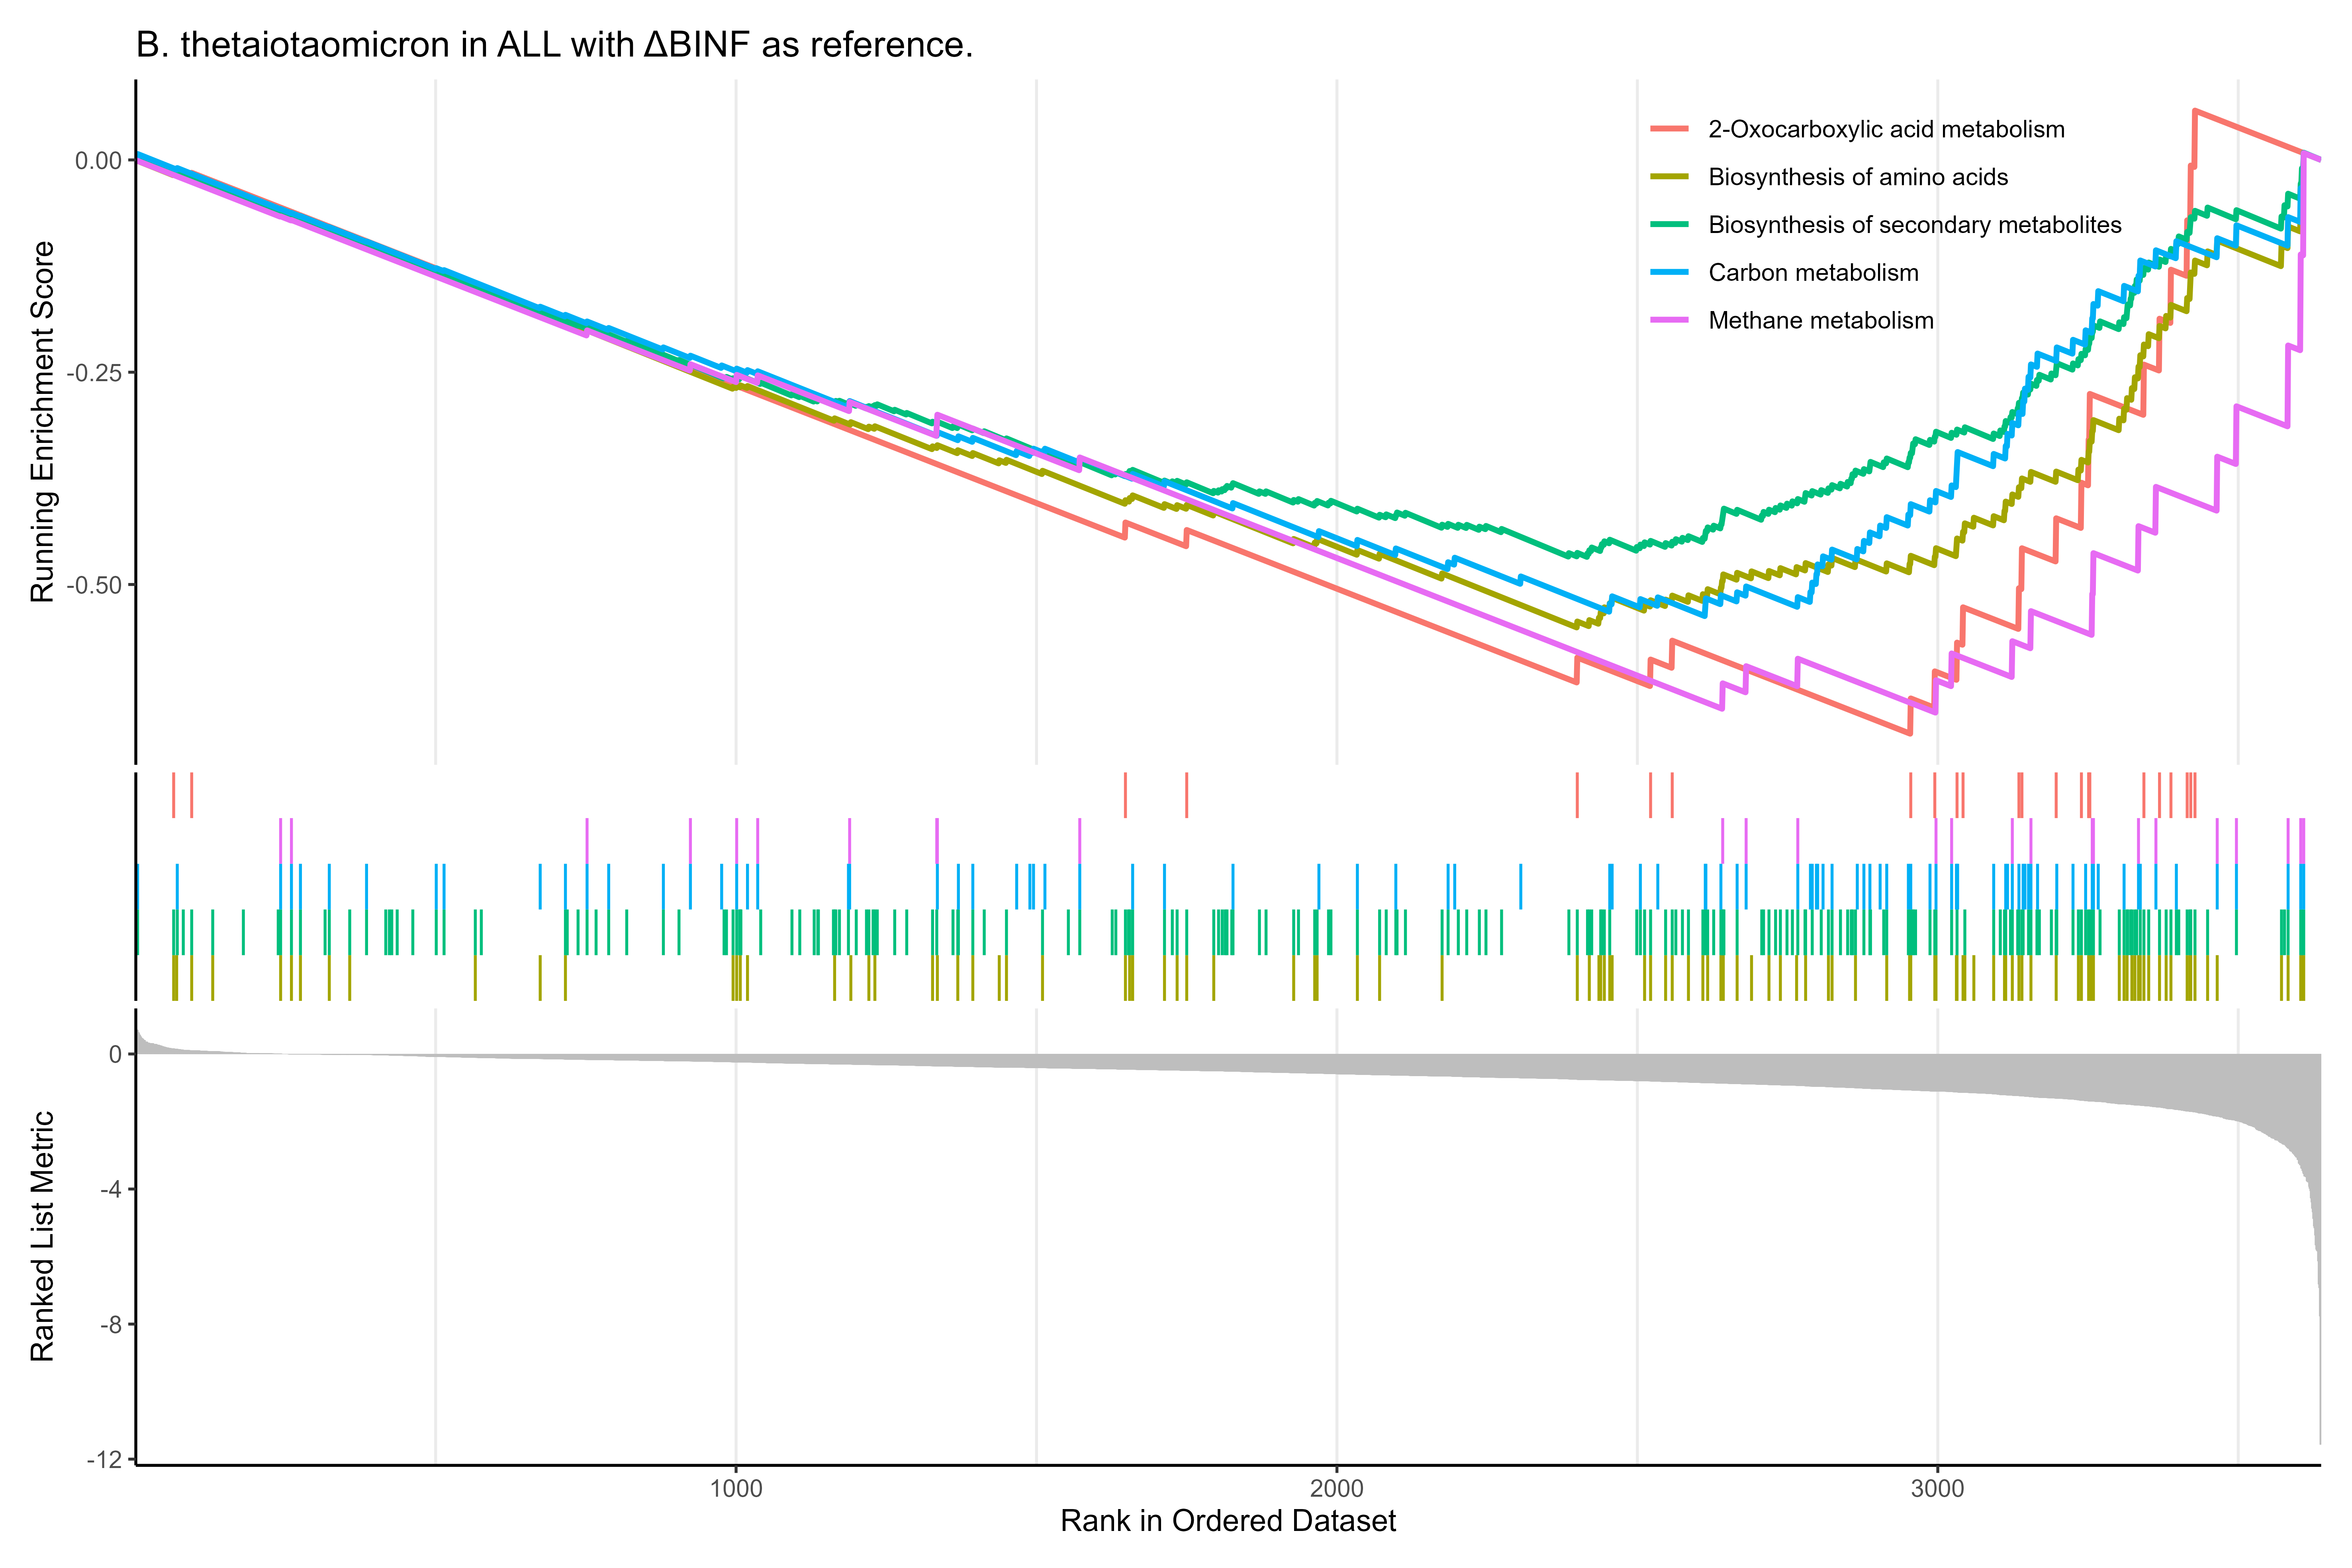 B. thetaiotaomicron in ALL with ΔBINF as reference.
Running Enrichment Score
0.00
-0.25
-0.50
2-Oxocarboxylic acid metabolism
Biosynthesis of amino acids
Biosynthesis of secondary metabolites
Carbon metabolism
Methane metabolism
Ranked List Metric
0
-4
-8
-12
1000 2000 3000
Rank in Ordered Dataset